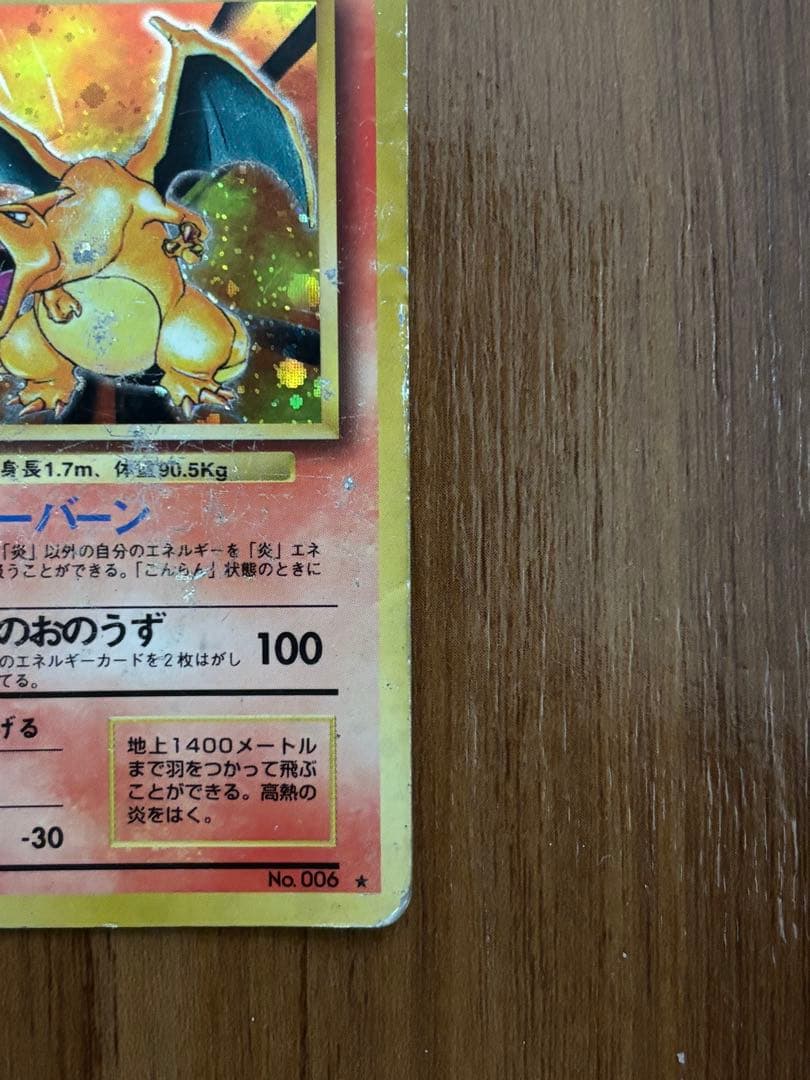 身長1.7m、体重90.5Kg
ーバーン
「炎」以外の自分のエネルギーを「炎」エネ
うことができる。「こんらん」状態のときに
のおのうず 100
のエネルギーカードを2枚はがし
てる。
げる
地上1400メートル
まで羽をつかって飛ぶ
ことができる。高熱の
炎をはく。
-30
No. 006 ★